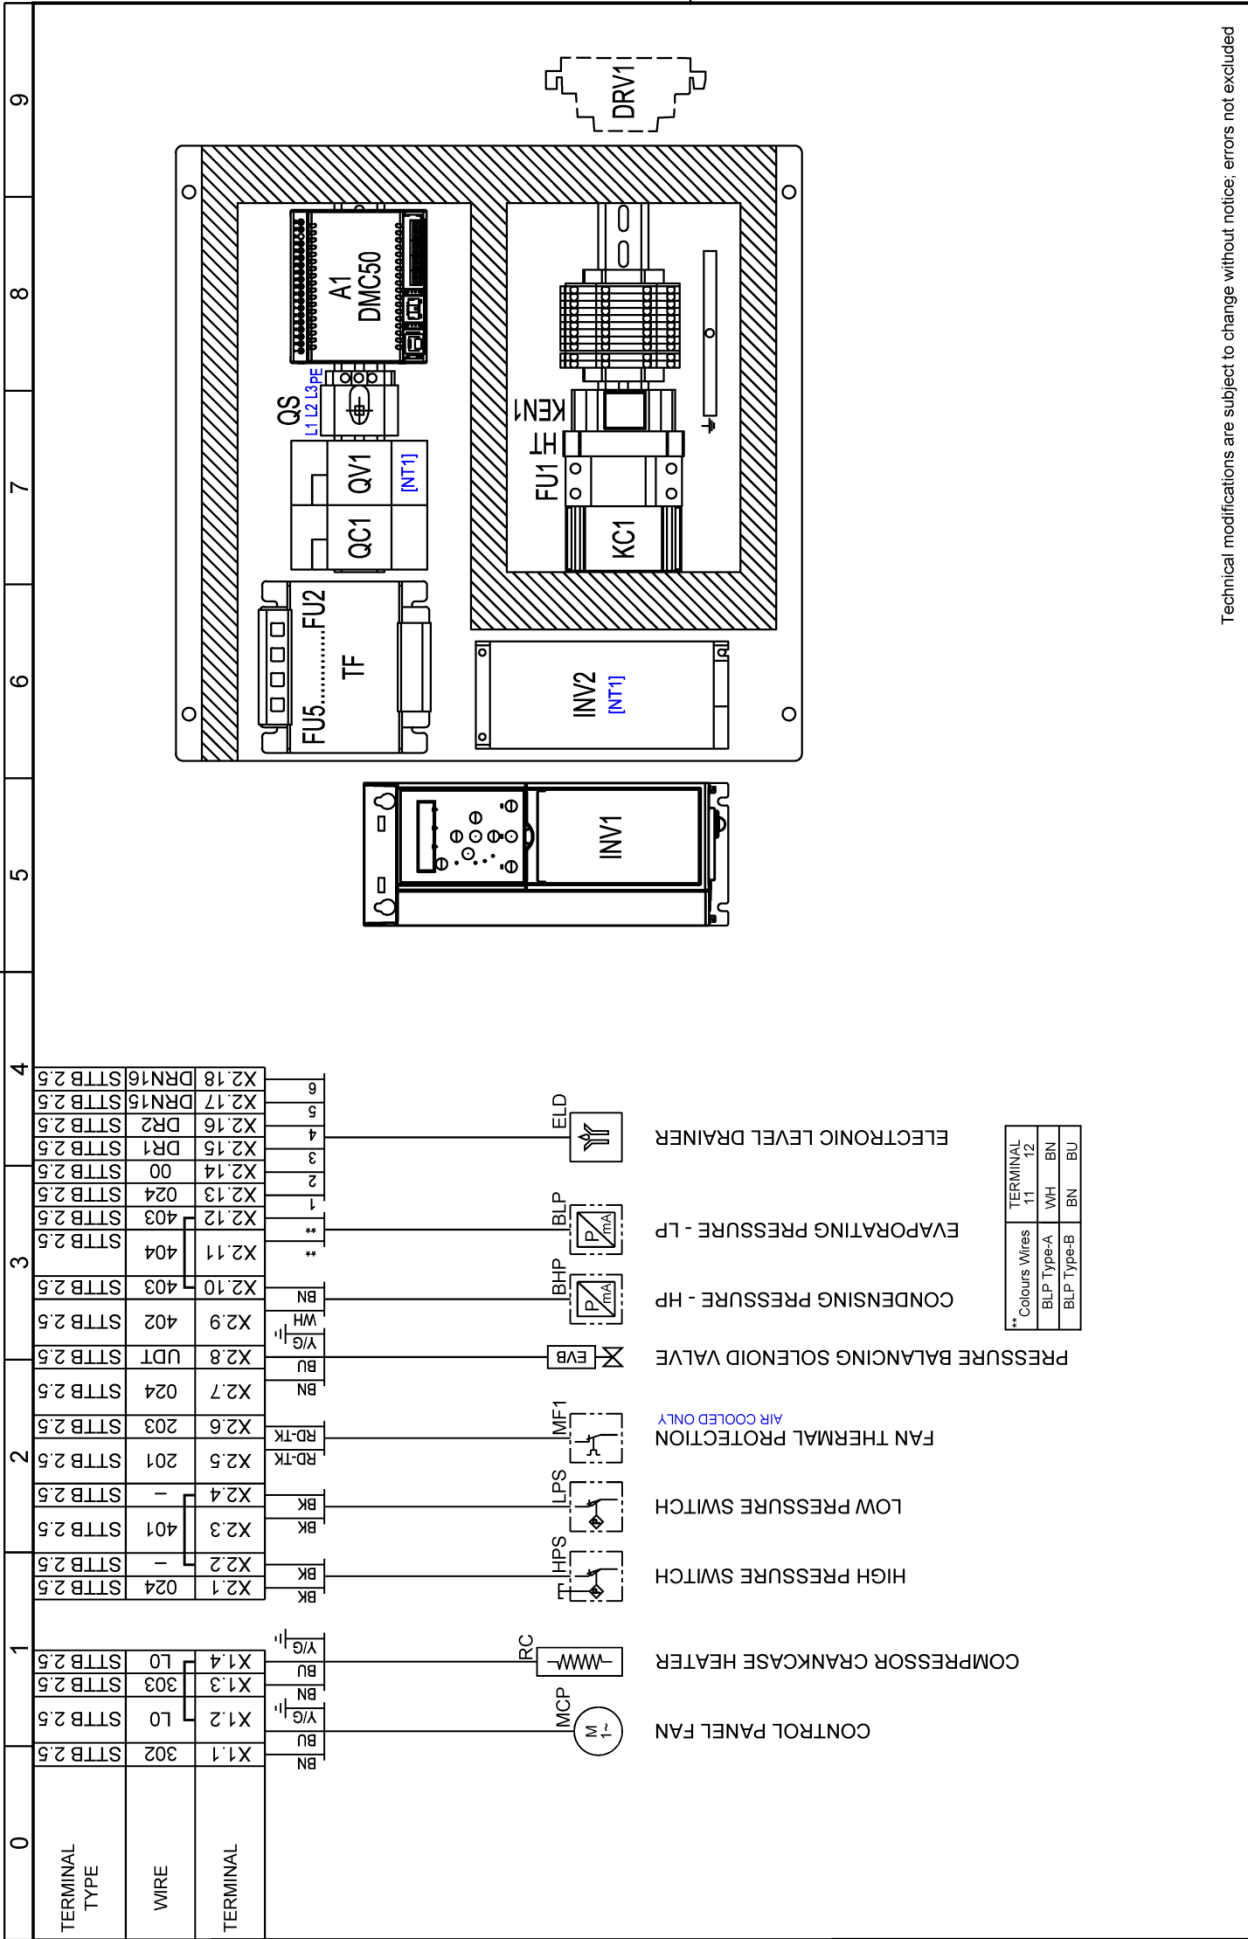 0 1 2 3 4 5 6 7 8 9
TERMINAL
TYPE
STTB 2.5 STTB 2.5 STTB 2.5 STTB 2.5 STTB 2.5 STTB 2.5 STTB 2.5 STTB 2.5 STTB 2.5 STTB 2.5 STTB 2.5 STTB 2.5 STTB 2.5 STTB 2.5 STTB 2.5 STTB 2.5 STTB 2.5 STTB 2.5 STTB 2.5 STTB 2.5 STTB 2.5 STTB 2.5
WIRE
302 L0 303 L0 024 – 401 – 201 203 024 UDT 402 403 404 403 024 00 DR1 DR2 DRN15 DRN16
TERMINAL
X1.1 X1.2 X1.3 X1.4 X2.1 X2.2 X2.3 X2.4 X2.5 X2.6 X2.7 X2.8 X2.9 X2.10 X2.11 X2.12 X2.13 X2.14 X2.15 X2.16 X2.17 X2.18
BN BU Y/G BN BU Y/G BK BK BK BK RD-TK RD-TK BN BU Y/G WH BN ** ** 1 2 3 4 5 6
MCP
M
1~
CONTROL PANEL FAN
RC
COMPRESSOR CRANKCASE HEATER
HPS
P
HIGH PRESSURE SWITCH
LPS
P
LOW PRESSURE SWITCH
MF1
FAN THERMAL PROTECTION
AIR COOLED ONLY
EVB
PRESSURE BALANCING SOLENOID VALVE
BHP
P
mA
CONDENSING PRESSURE - HP
BLP
P
mA
EVAPORATING PRESSURE - LP
ELD
ELECTRONIC LEVEL DRAINER
** Colours Wires
TERMINAL
11 12
BLP Type-A WH BN
BLP Type-B BN BU
INV1
FU5...........FU2
TF
QC1
QV1
[NT1]
QS
L1 L2 L3 PE
A1
DMC50
INV2
[NT1]
KC1
FU1
HT
KEN1
DRV1
Technical modifications are subject to change without notice; errors not excluded